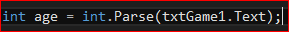 int age = int.Parse(txtGame1.Text);